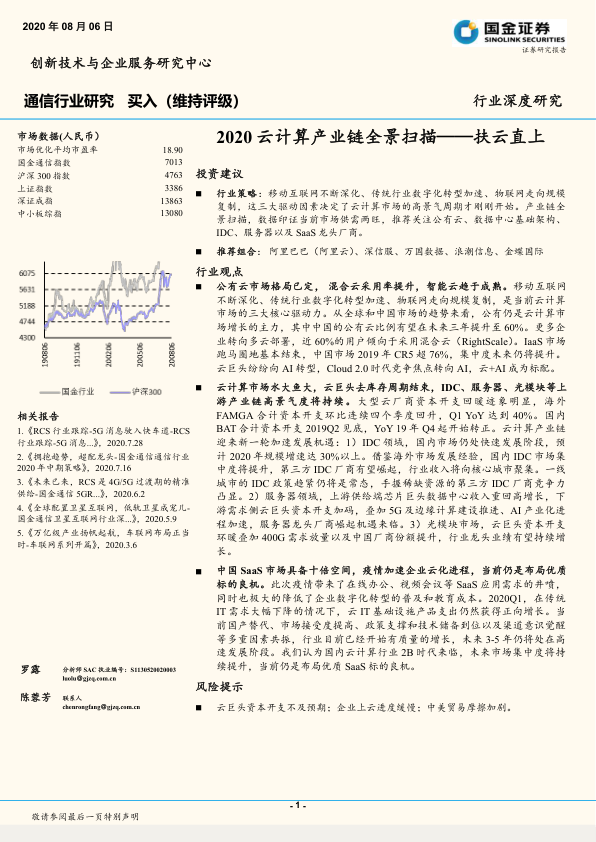 2020 年 08 月 06 日
国金证券
SINOLINK SECURITIES
证券研究报告
创新技术与企业服务研究中心
通信行业研究 买入（维持评级）
行业深度研究
市场数据(人民币）
市场优化平均市盈率 18.90
国金通信指数 7013
沪深 300 指数 4763
上证指数 3386
深证成指 13863
中小板综指 13080
6075
5631
5188
4744
4300
190806
191106
200206
200506
200806
国金行业 沪深300
相关报告
1.《RCS 行业跟踪-5G 消息驶入快车道-RCS
行业跟踪-5G 消息...》，2020.7.28
2.《拥抱趋势，超配龙头-国金通信通信行业
2020 年中期策略》，2020.7.16
3.《未来已来，RCS 是 4G/5G 过渡期的精准
供给-国金通信 5GR...》，2020.6.2
4.《全球配置卫星互联网，低轨卫星成宠儿-
国金通信卫星互联网行业深...》，2020.5.9
5.《万亿级产业扬帆起航，车联网布局正当
时-车联网系列开篇》，2020.3.6
罗露 分析师 SAC 执业编号：S1130520020003
luolu@gjzq.com.cn
陈蓉芳 联系人
chenrongfang@gjzq.com.cn
2020 云计算产业链全景扫描——扶云直上
投资建议
■ 行业策略：移动互联网不断深化、传统行业数字化转型加速、物联网走向规模
复制，这三大驱动因素决定了云计算市场的高景气周期才刚刚开始。产业链全
景扫描，数据印证当前市场供需两旺，推荐关注公有云、数据中心基础架构、
IDC、服务器以及 SaaS 龙头厂商。
■ 推荐组合： 阿里巴巴（阿里云）、深信服、万国数据、浪潮信息、金蝶国际
行业观点
■ 公有云市场格局已定， 混合云采用率提升，智能云趋于成熟。移动互联网
不断深化、传统行业数字化转型加速、物联网走向规模复制，是当前云计算
市场的三大核心驱动力。从全球和中国市场的趋势来看，公有仍是云计算市
场增长的主力，其中中国的公有云比例有望在未来三年提升至 60%。更多企
业转向多云部署，近 60%的用户倾向于采用混合云（RightScale）。IaaS 市场
跑马圈地基本结束，中国市场 2019 年 CR5 超 76%，集中度未来仍将提升。
云巨头纷纷向 AI 转型，Cloud 2.0 时代竞争焦点转向 AI，云+AI 成为标配。
■ 云计算市场水大鱼大，云巨头去库存周期结束，IDC、服务器、光模块等上
游产业链高景气度将持续。大型云厂商资本开支回暖迹象明显，海外
FAMGA 合计资本开支环比连续四个季度回升，Q1 YoY 达到 40%。国内
BAT 合计资本开支 2019Q2 见底，YoY 19 年 Q4 起开始转正。云计算产业链
迎来新一轮加速发展机遇：1）IDC 领域，国内市场仍处快速发展阶段，预
计 2020 年规模增速达 30%以上。借鉴海外市场发展经验，国内 IDC 市场集
中度将提升，第三方 IDC 厂商有望崛起，行业收入将向核心城市聚集。一线
城市的 IDC 政策趋势仍将是常态，手握稀缺资源的第三方 IDC 厂商竞争力
凸显。2）服务器领域，上游供给端芯片巨头数据中心收入重回高增长，下
游需求侧云巨头资本开支加码，叠加 5G 及边缘计算建设推进、AI 产业化进
程加速，服务器龙头厂商崛起机遇来临。3）光模块市场，云巨头资本开支
环暖叠加 400G 需求放量以及中国厂商份额提升，行业龙头业绩有望持续增
长。
■ 中国 SaaS 市场具备十倍空间，疫情加速企业云化进程，当前仍是布局优质
标的良机。此次疫情带来了在线办公、视频会议等 SaaS 应用需求的井喷，
同时也极大的降低了企业数字化转型的普及和教育成本。2020Q1，在传统
IT 需求大幅下降的情况下，云 IT 基础设施产品支出仍然获得正向增长。当
前国产替代、市场接受度提高、政策支撑和技术储备到位以及渠道意识觉醒
等多重因素共振，行业目前已经开始有质量的增长，未来 3-5 年仍将处在高
速发展阶段。我们认为国内云计算行业 2B 时代来临，未来市场集中度将持
续提升，当前仍是布局优质 SaaS 标的良机。
风险提示
■ 云巨头资本开支不及预期；企业上云进度缓慢；中美贸易摩擦加剧。
- 1 -
敬请参阅最后一页特别声明